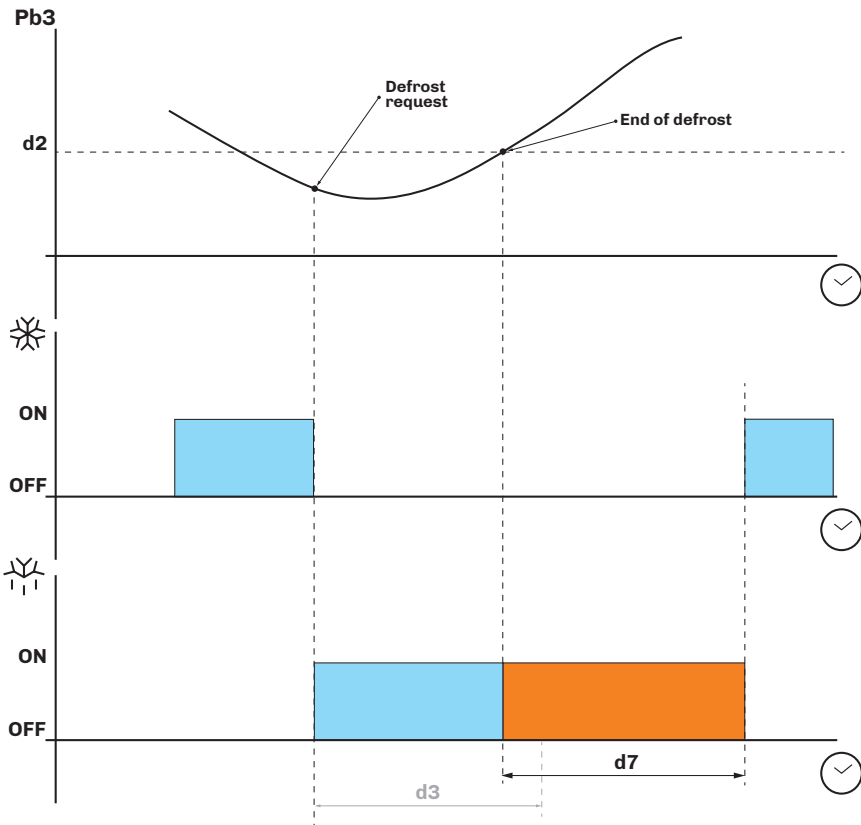 Pb3
Defrost
request
End of defrost
d2
ON
OFF
ON
OFF
d7
d3